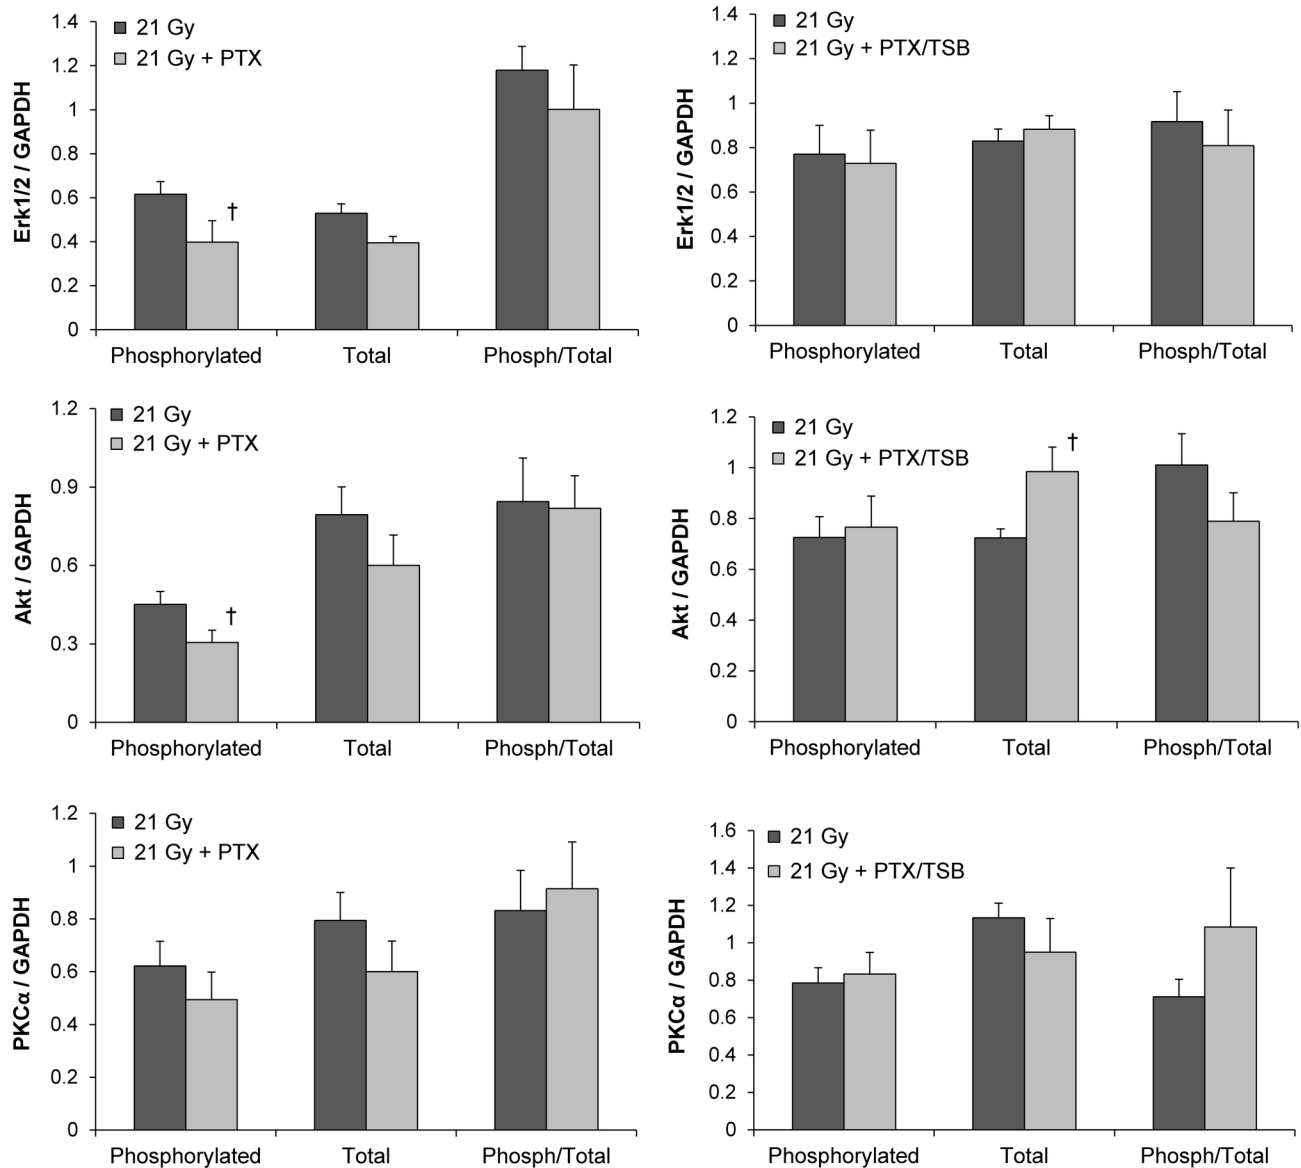 Erk1/2 / GAPDH
1.4
1.2
1
0.8
0.6
0.4
0.2
0
21 Gy
21 Gy + PTX
†
Phosphorylated Total Phosph/Total
Erk1/2 / GAPDH
1.4
1.2
1
0.8
0.6
0.4
0.2
0
21 Gy
21 Gy + PTX/TSB
Phosphorylated Total Phosph/Total
Akt / GAPDH
1.2
0.9
0.6
0.3
0
21 Gy
21 Gy + PTX
†
Phosphorylated Total Phosph/Total
Akt / GAPDH
1.2
1
0.8
0.6
0.4
0.2
0
21 Gy
21 Gy + PTX/TSB
†
Phosphorylated Total Phosph/Total
PKCα / GAPDH
1.2
1
0.8
0.6
0.4
0.2
0
21 Gy
21 Gy + PTX
Phosphorylated Total Phosph/Total
PKCα / GAPDH
1.6
1.4
1.2
1
0.8
0.6
0.4
0.2
0
21 Gy
21 Gy + PTX/TSB
Phosphorylated Total Phosph/Total